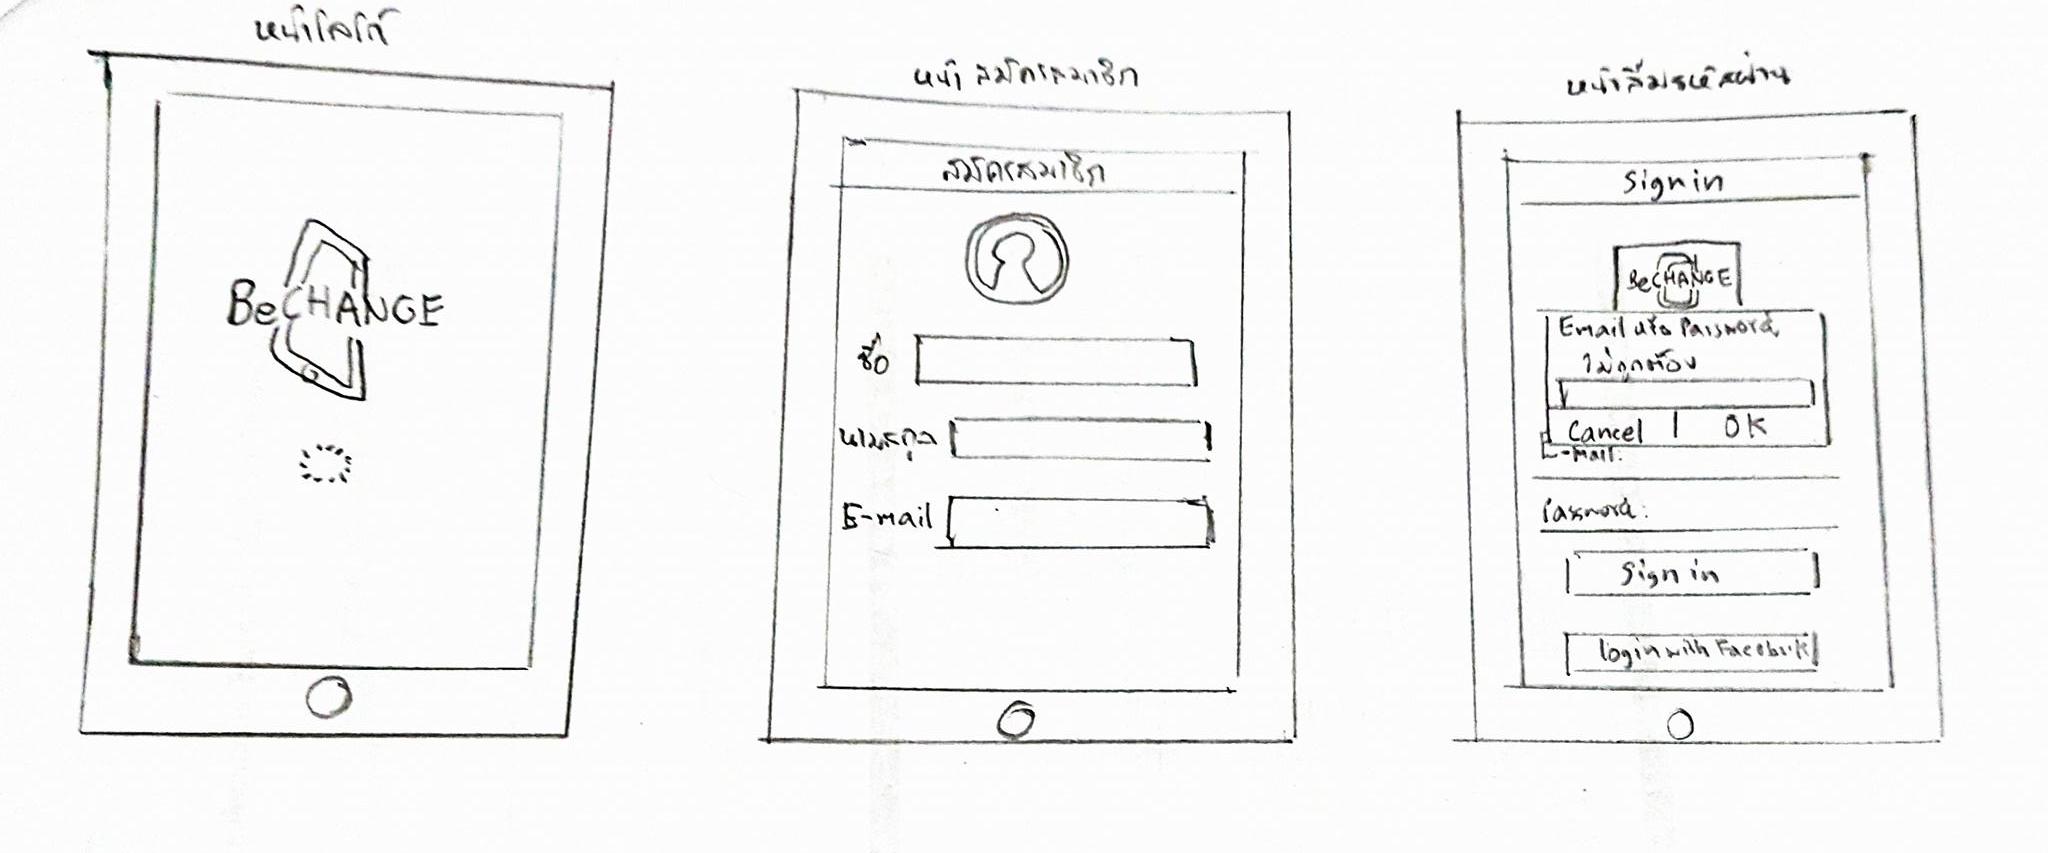 หน้าโลโก้
BeCHANGE
หน้า สมัครสมาชิก
สมัครสมาชิก
ชื่อ
นามสกุล
E-mail
หน้าลืมรหัสผ่าน
Sign in
BeCHANGE
Email หรือ Password
ไม่ถูกต้อง
Cancel | OK
E-mail:
Password:
Sign in
login with Facebook